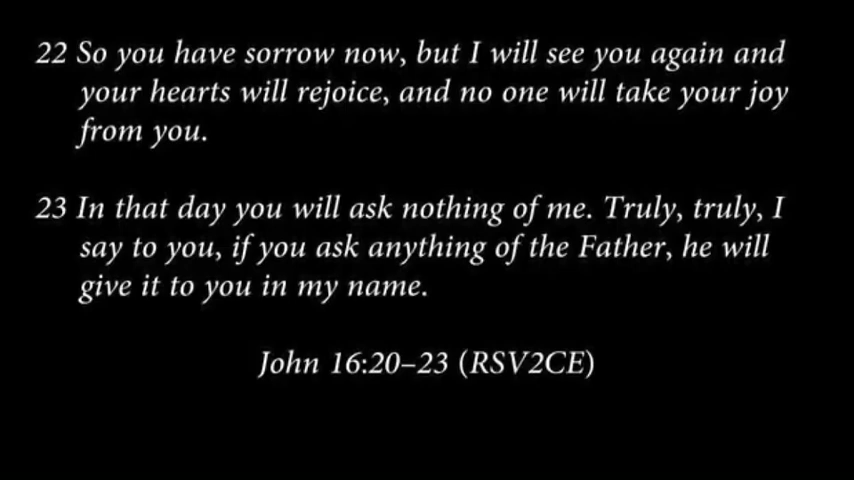 22 So you have sorrow now, but I will see you again and
your hearts will rejoice, and no one will take your joy
from you.
23 In that day you will ask nothing of me. Truly, truly, I
say to you, if you ask anything of the Father, he will
give it to you in my name.
John 16:20–23 (RSV2CE)